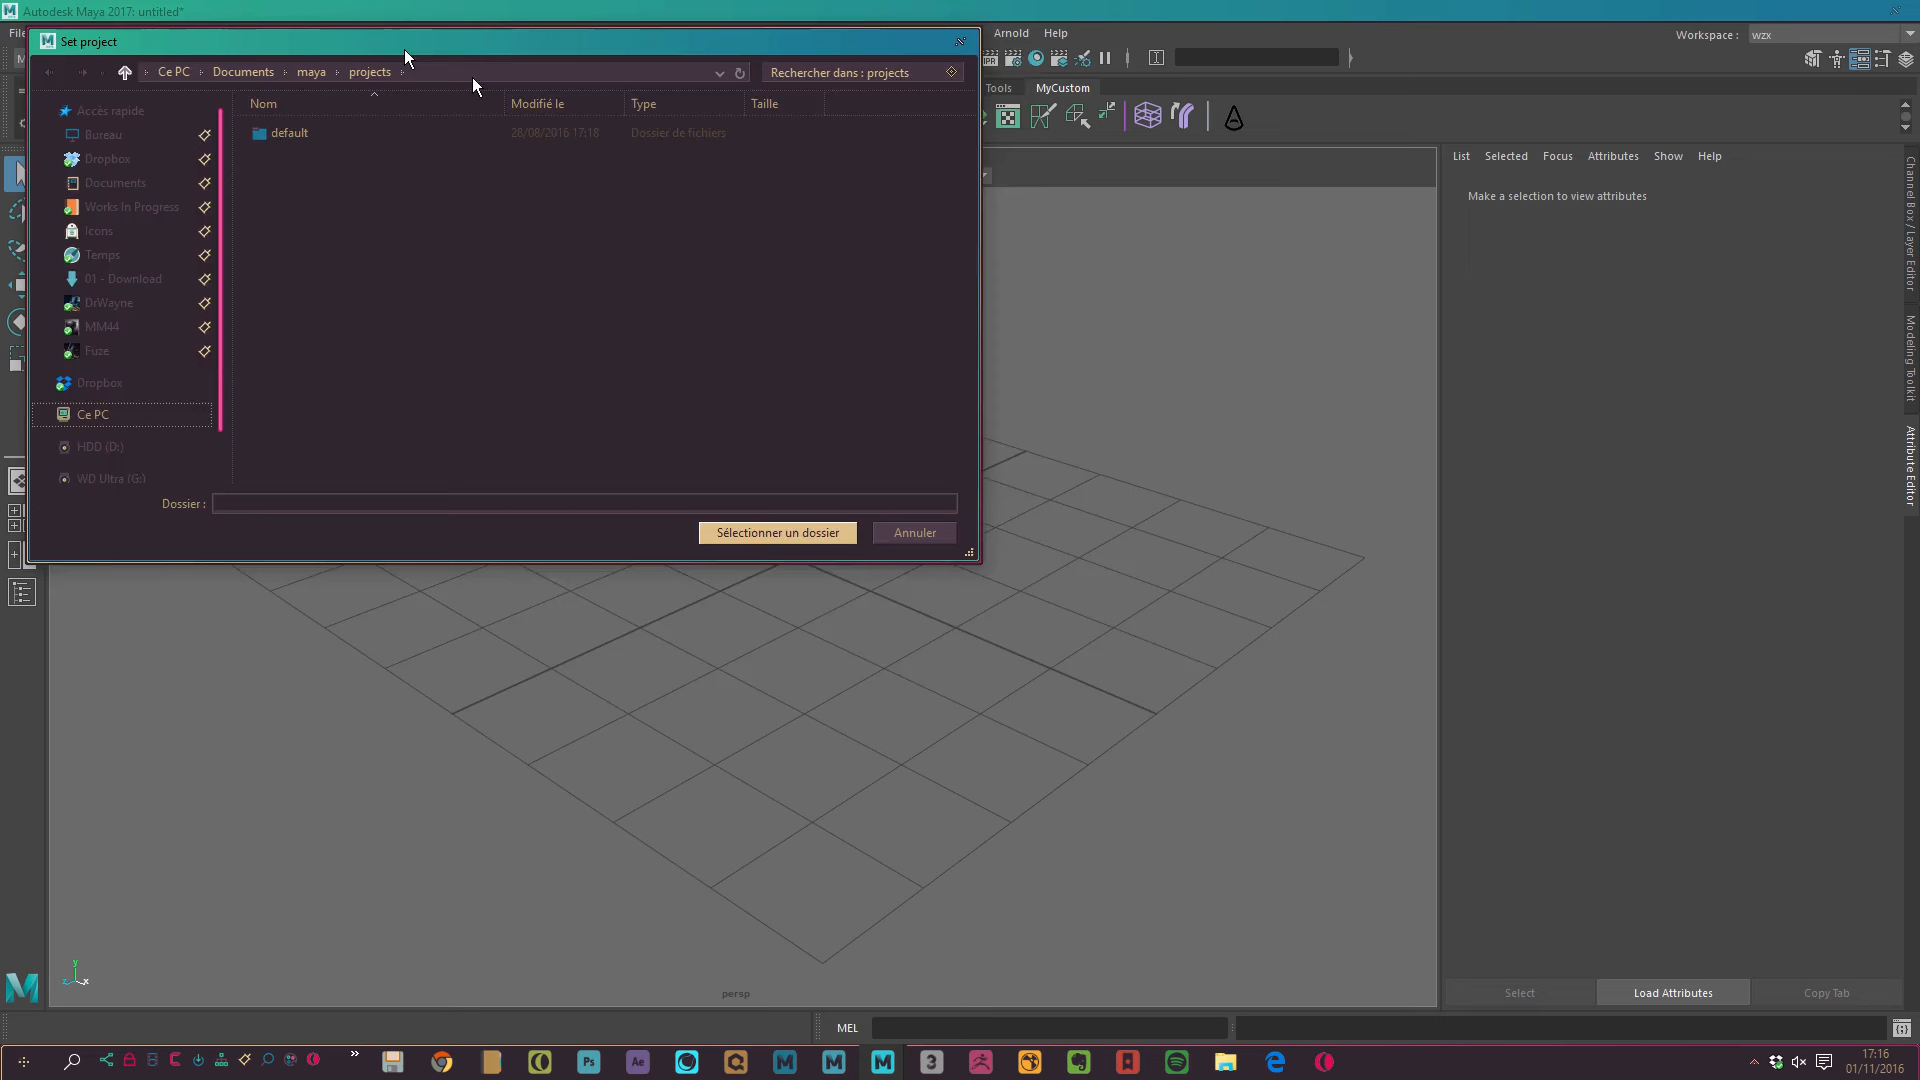 Autodesk Maya 2017: untitled*
Fil
Arnold Help
Workspace : wzx
Set project
Ce PC Documents maya projects
Rechercher dans : projects
Tools MyCustom
Nom Modifié le Type Taille
default 28/08/2016 17:18 Dossier de fichiers
Accès rapide
Bureau
Dropbox
Documents
Works In Progress
Icons
Temps
01 - Download
DrWayne
MM44
Fuze
Dropbox
Ce PC
HDD (D:)
WD Ultra (G:)
Dossier :
Sélectionner un dossier Annuler
List Selected Focus Attributes Show Help
Make a selection to view attributes
Channel Box / Layer Editor
Modeling Toolkit
Attribute Editor
y
z x
persp
Select Load Attributes Copy Tab
MEL
Ps Ae 3
17:16
01/11/2016